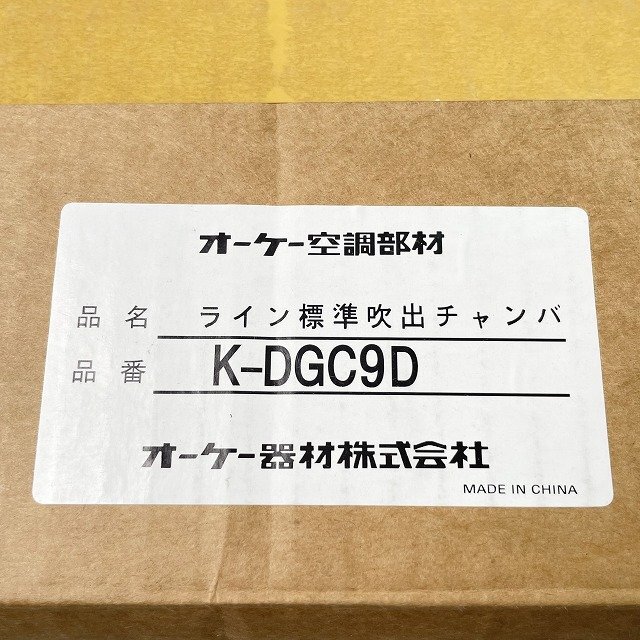 オーケー空調部材
品名 ライン標準吹出チャンバ
品番 K-DGC9D
オーケー器材株式会社
MADE IN CHINA